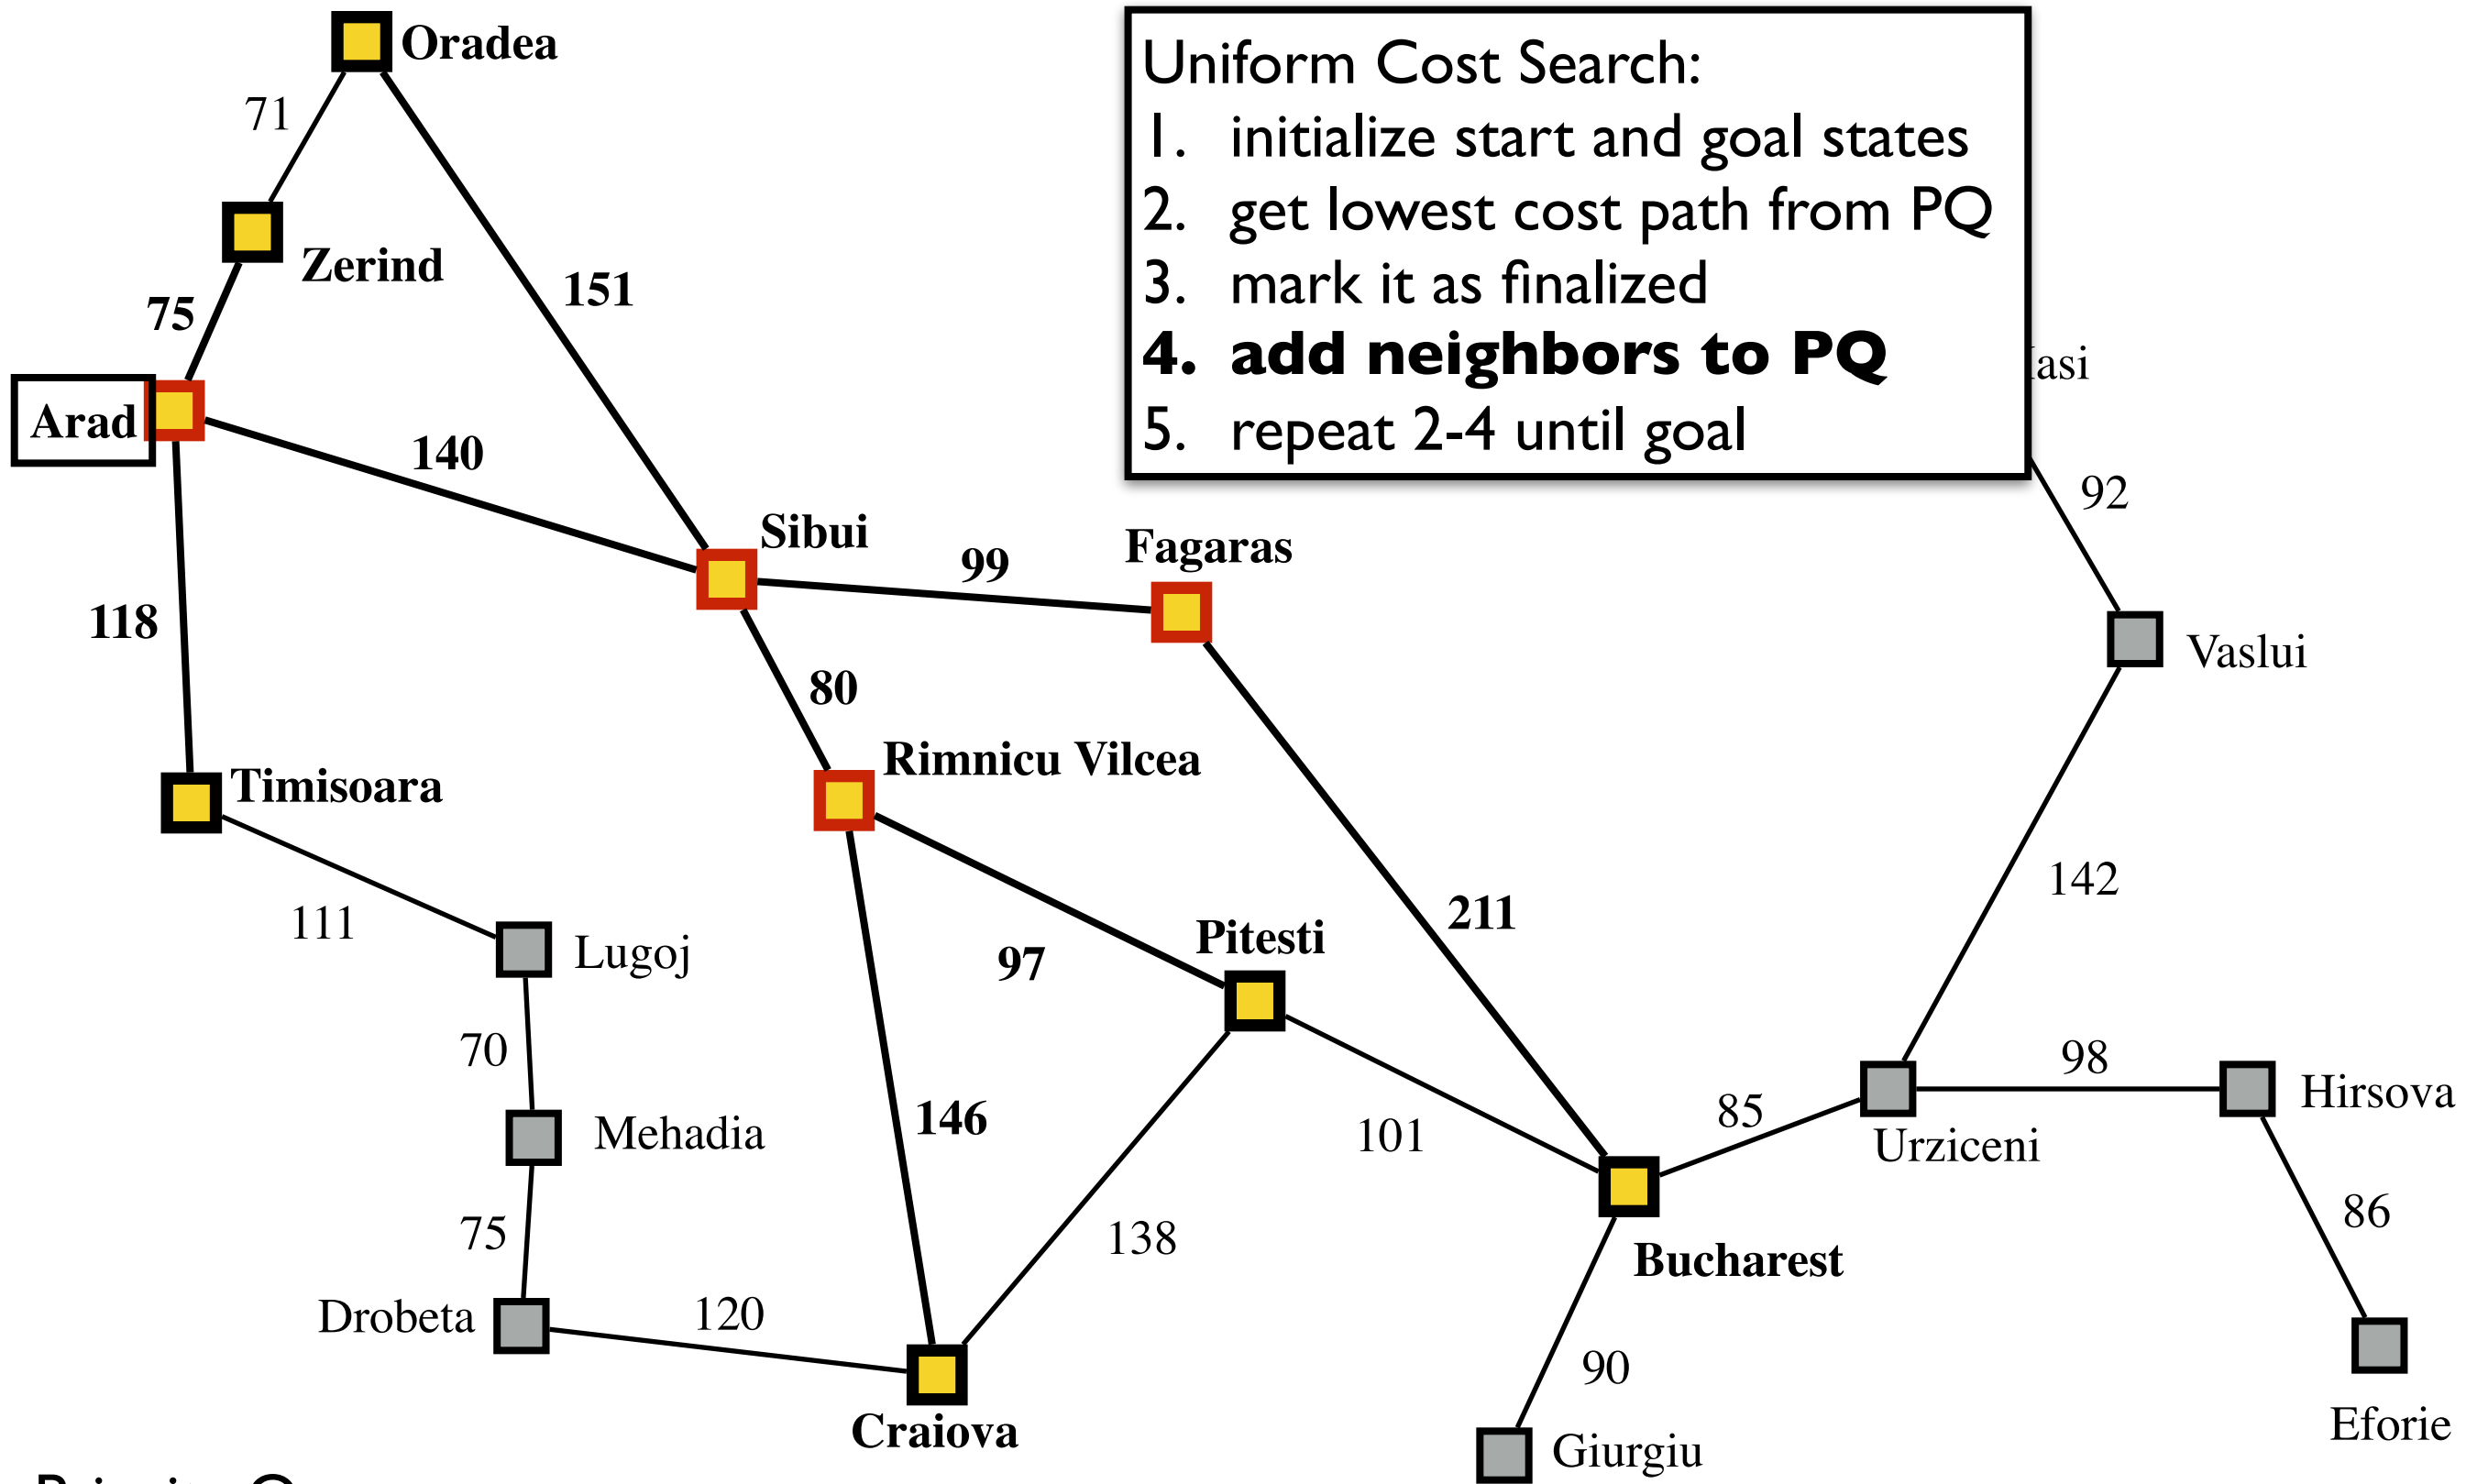 Oradea
Uniform Cost Search:
1. initialize start and goal states
2. get lowest cost path from PQ
3. mark it as finalized
4. add neighbors to PQ
5. repeat 2-4 until goal
71
Zerind
151
75
Iasi
Arad
140
92
Sibui
Fagaras
99
118
Vaslui
80
Rimnicu Vilcea
Timisoara
142
211
111
Pitesti
Lugoj
97
70
98
Hirsova
146
85
Mehadia
101
Urziceni
86
75
138
Bucharest
Drobeta
120
90
Craiova
Eforie
Giurgiu